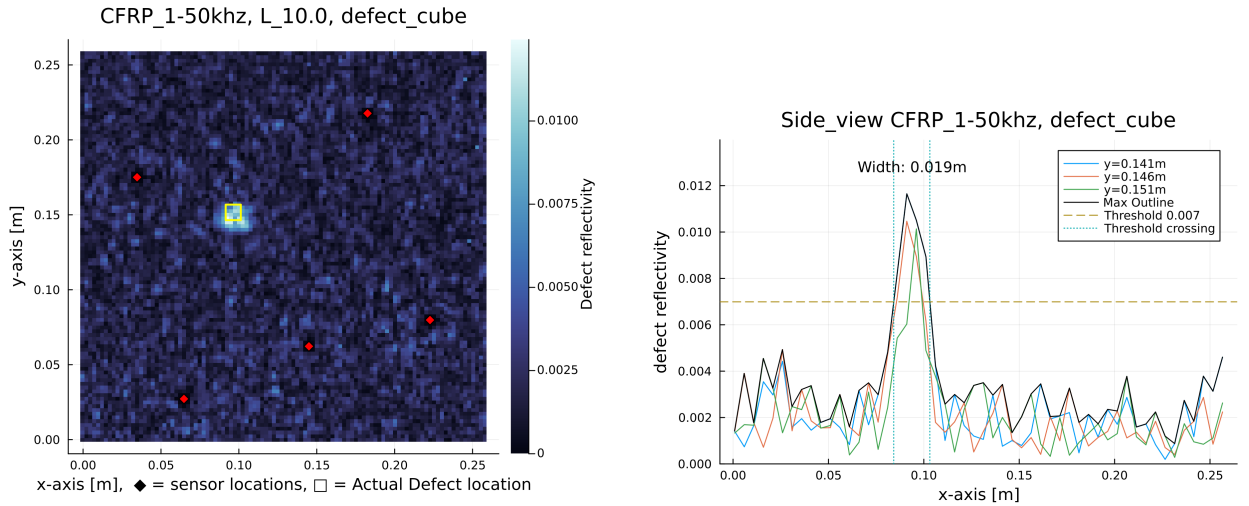 CFRP_1-50khz, L_10.0, defect_cube
0.25
0.20
0.15
0.10
0.05
0.00
y-axis [m]
0.00 0.05 0.10 0.15 0.20 0.25
x-axis [m], ◆ = sensor locations, □ = Actual Defect location
0.0100
0.0075
0.0050
0.0025
0
Defect reflectivity
Side_view CFRP_1-50khz, defect_cube
Width: 0.019m
y=0.141m
y=0.146m
y=0.151m
Max Outline
Threshold 0.007
Threshold crossing
0.012
0.010
0.008
0.006
0.004
0.002
0.000
defect reflectivity
0.00 0.05 0.10 0.15 0.20 0.25
x-axis [m]